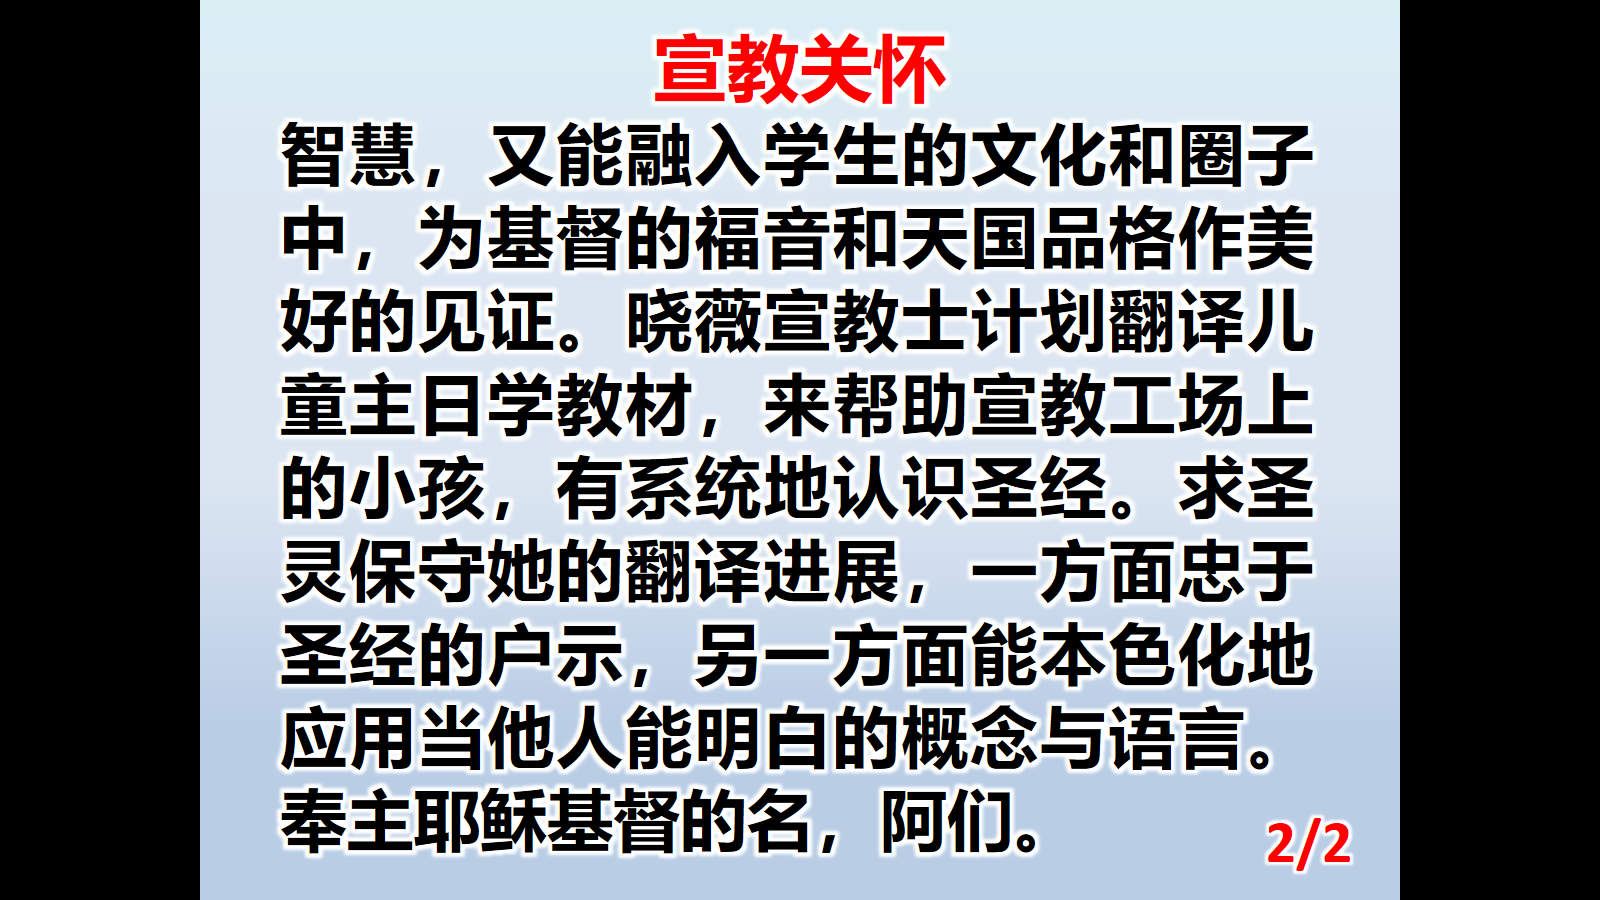 宣教关怀
智慧，又能融入学生的文化和圈子
中，为基督的福音和天国品格作美
好的见证。晓薇宣教士计划翻译儿
童主日学教材，来帮助宣教工场上
的小孩，有系统地认识圣经。求圣
灵保守她的翻译进展，一方面忠于
圣经的户示，另一方面能本色化地
应用当他人能明白的概念与语言。
奉主耶稣基督的名，阿们。
2/2